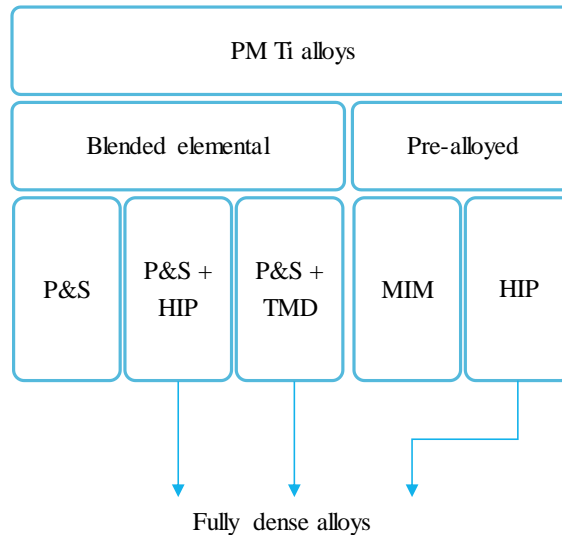 PM Ti alloys
Blended elemental
Pre-alloyed
P&S
P&S +
HIP
P&S +
TMD
MIM
HIP
Fully dense alloys